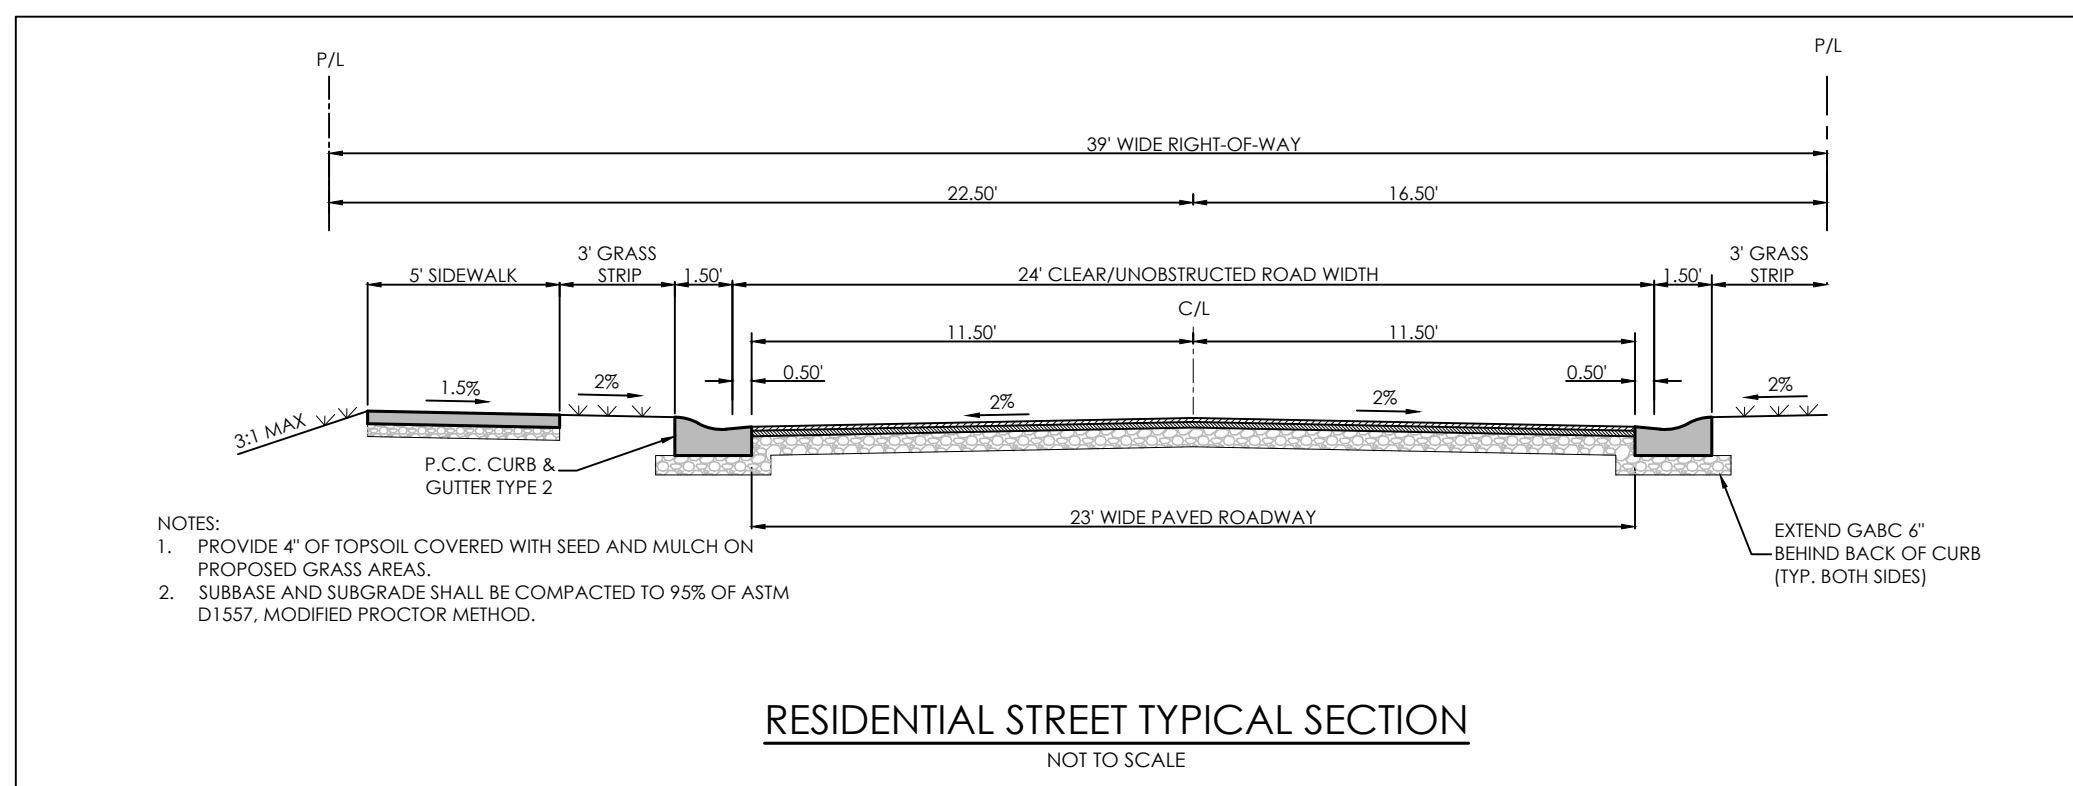 P/L
P/L
39' WIDE RIGHT-OF-WAY
22.50'
16.50'
3' GRASS
STRIP
3' GRASS
STRIP
5' SIDEWALK
1.50'
24' CLEAR/UNOBSTRUCTED ROAD WIDTH
1.50'
C/L
11.50'
11.50'
0.50'
0.50'
1.5%
2%
2%
2%
2%
3:1 MAX
P.C.C. CURB &
GUTTER TYPE 2
23' WIDE PAVED ROADWAY
EXTEND GABC 6"
BEHIND BACK OF CURB
(TYP. BOTH SIDES)
NOTES:
1. PROVIDE 4" OF TOPSOIL COVERED WITH SEED AND MULCH ON
PROPOSED GRASS AREAS.
2. SUBBASE AND SUBGRADE SHALL BE COMPACTED TO 95% OF ASTM
D1557, MODIFIED PROCTOR METHOD.
RESIDENTIAL STREET TYPICAL SECTION
NOT TO SCALE